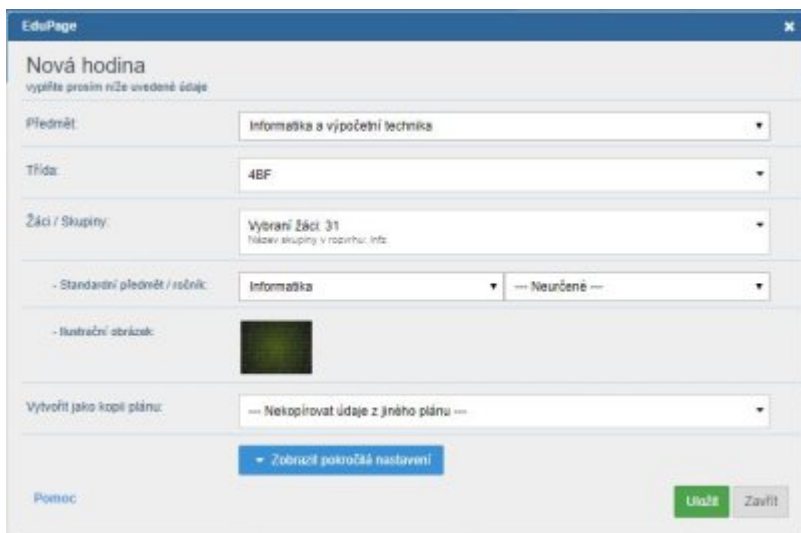 EduPage
Nová hodina
vyplňte prosím níže uvedené údaje
Předmět:
Informatika a výpočetní technika
Třída:
4BF
Žáci / Skupiny:
Vybraní žáci: 31
Název skupiny v rozvrhu: Infz
- Standardní předmět / ročník:
Informatika
--- Neurčené ---
- Ilustrační obrázek:
Vytvořit jako kopii plánu:
--- Nekopírovat údaje z jiného plánu ---
Zobrazit pokročilá nastavení
Pomoc
Uložit
Zavřít